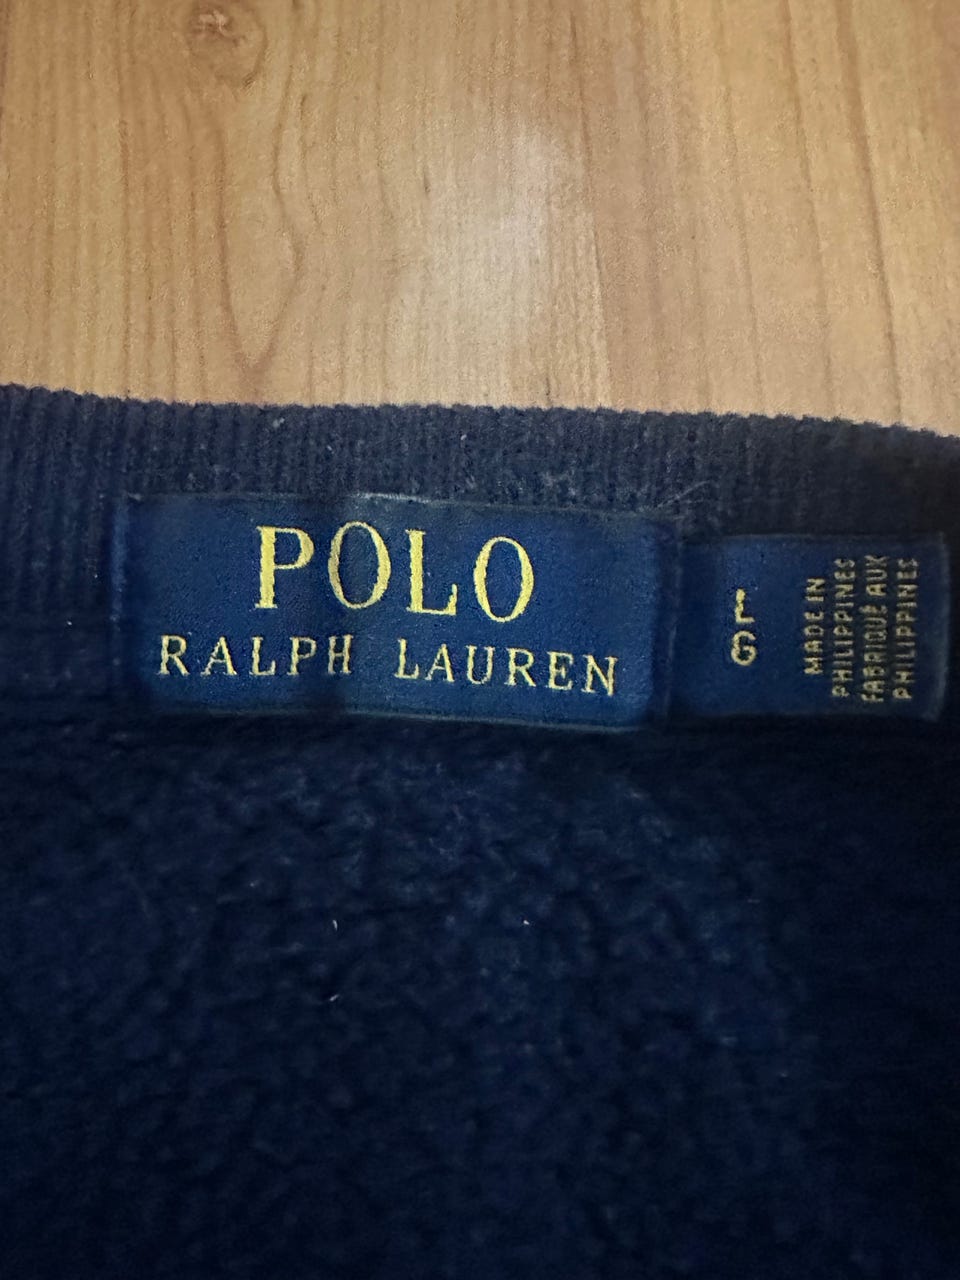 POLO
RALPH LAUREN
L
G
MADE IN
PHILIPPINES
FABRIQUÉ AUX
PHILIPPINES